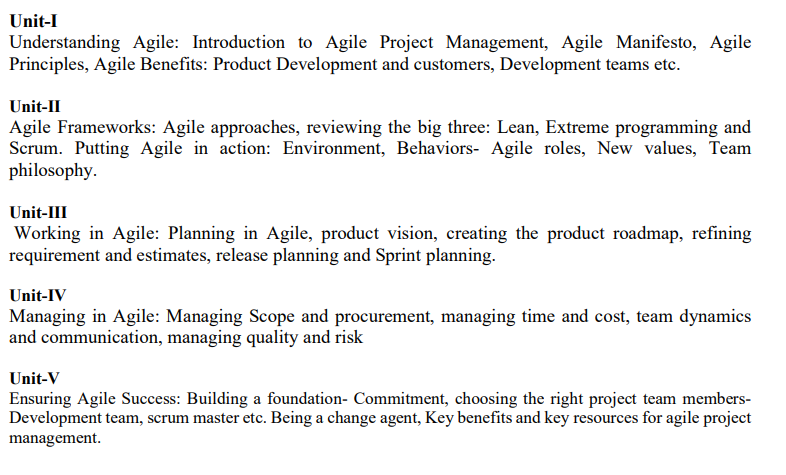 Unit-I
Understanding Agile: Introduction to Agile Project Management, Agile Manifesto, Agile
Principles, Agile Benefits: Product Development and customers, Development teams etc.
Unit-II
Agile Frameworks: Agile approaches, reviewing the big three: Lean, Extreme programming and
Scrum. Putting Agile in action: Environment, Behaviors- Agile roles, New values, Team
philosophy.
Unit-III
Working in Agile: Planning in Agile, product vision, creating the product roadmap, refining
requirement and estimates, release planning and Sprint planning.
Unit-IV
Managing in Agile: Managing Scope and procurement, managing time and cost, team dynamics
and communication, managing quality and risk
Unit-V
Ensuring Agile Success: Building a foundation- Commitment, choosing the right project team members-
Development team, scrum master etc. Being a change agent, Key benefits and key resources for agile project
management.